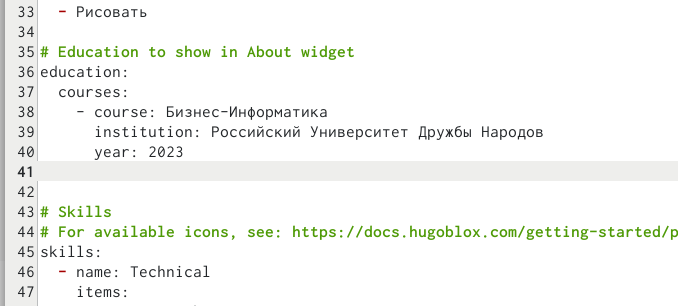 33 - Рисовать
34
35 # Education to show in About widget
36 education:
37 courses:
38 - course: Бизнес-Информатика
39 institution: Российский Университет Дружбы Народов
40 year: 2023
41
42
43 # Skills
44 # For available icons, see: https://docs.hugoblox.com/getting-started/p
45 skills:
46 - name: Technical
47 items: